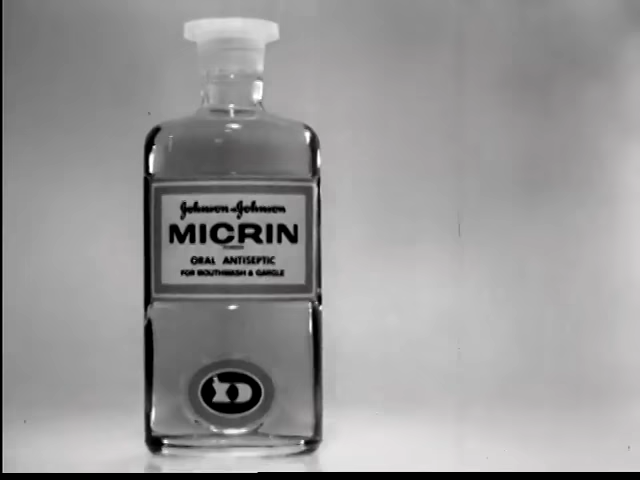 Johnson & Johnson
MICRIN
ORAL ANTISEPTIC
FOR MOUTHWASH & GARGLE